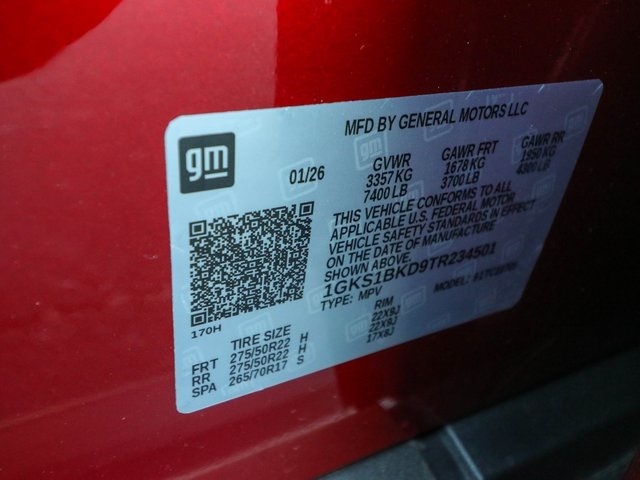 MFD BY GENERAL MOTORS LLC
gm
01/26
GVWR
3357 KG
7400 LB
GAWR FRT
1678 KG
3700 LB
GAWR RR
1950 KG
4300 LB
THIS VEHICLE CONFORMS TO ALL
APPLICABLE U.S. FEDERAL MOTOR
VEHICLE SAFETY STANDARDS IN EFFECT
ON THE DATE OF MANUFACTURE
SHOWN ABOVE.
1GKS1BKD9TR234501
TYPE: MPV
MODEL:
170H
TIRE SIZE
RIM
FRT 275/50R22 H 22X9J
RR 275/50R22 H 22X9J
SPA 265/70R17 S 17X8J